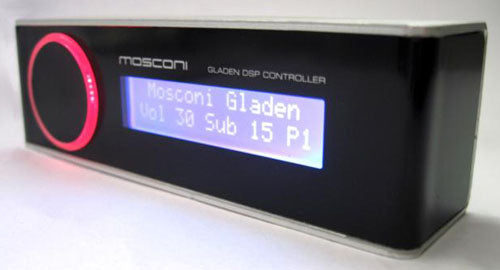 mosconi GLADEN DSP CONTROLLER
Mosconi Gladen
Vol 30 Sub 15 P1